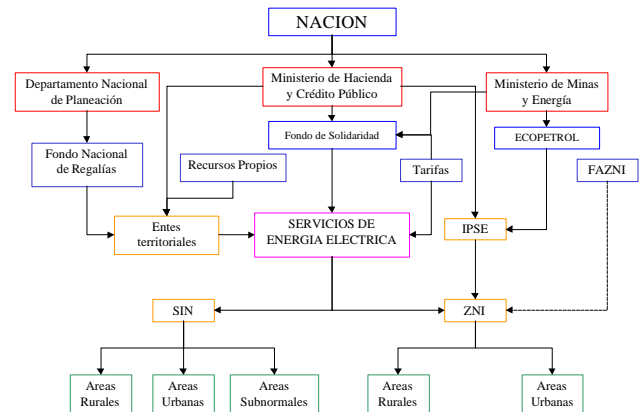 NACION
Departamento Nacional
de Planeación
Ministerio de Hacienda
y Crédito Público
Ministerio de Minas
y Energía
Fondo de Solidaridad
ECOPETROL
Fondo Nacional
de Regalías
Recursos Propios
Tarifas
FAZNI
Entes
territoriales
SERVICIOS DE
ENERGIA ELECTRICA
IPSE
SIN
ZNI
Areas
Rurales
Areas
Urbanas
Areas
Subnormales
Areas
Rurales
Areas
Urbanas